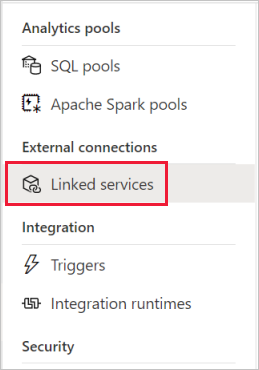 Analytics pools
SQL pools
Apache Spark pools
External connections
Linked services
Integration
Triggers
Integration runtimes
Security